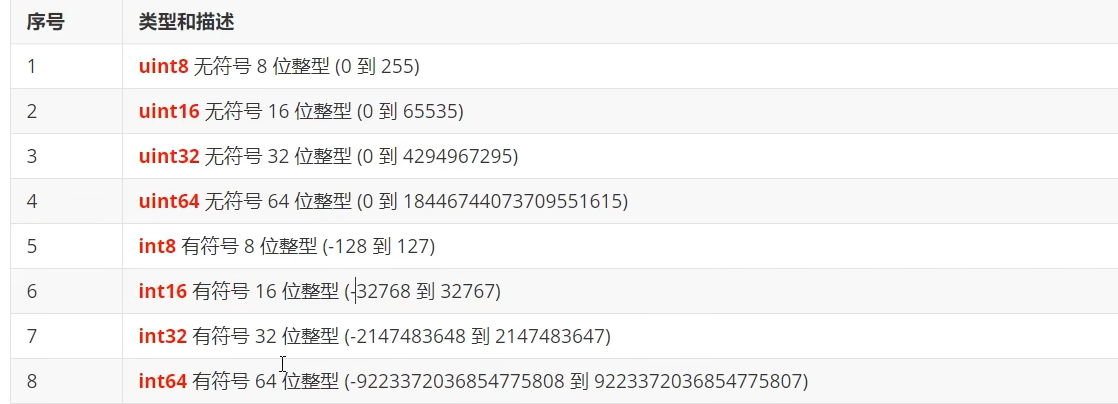 序号 类型和描述
1 uint8 无符号 8 位整型 (0 到 255)
2 uint16 无符号 16 位整型 (0 到 65535)
3 uint32 无符号 32 位整型 (0 到 4294967295)
4 uint64 无符号 64 位整型 (0 到 18446744073709551615)
5 int8 有符号 8 位整型 (-128 到 127)
6 int16 有符号 16 位整型 (-32768 到 32767)
7 int32 有符号 32 位整型 (-2147483648 到 2147483647)
8 int64 有符号 64 位整型 (-9223372036854775808 到 9223372036854775807)